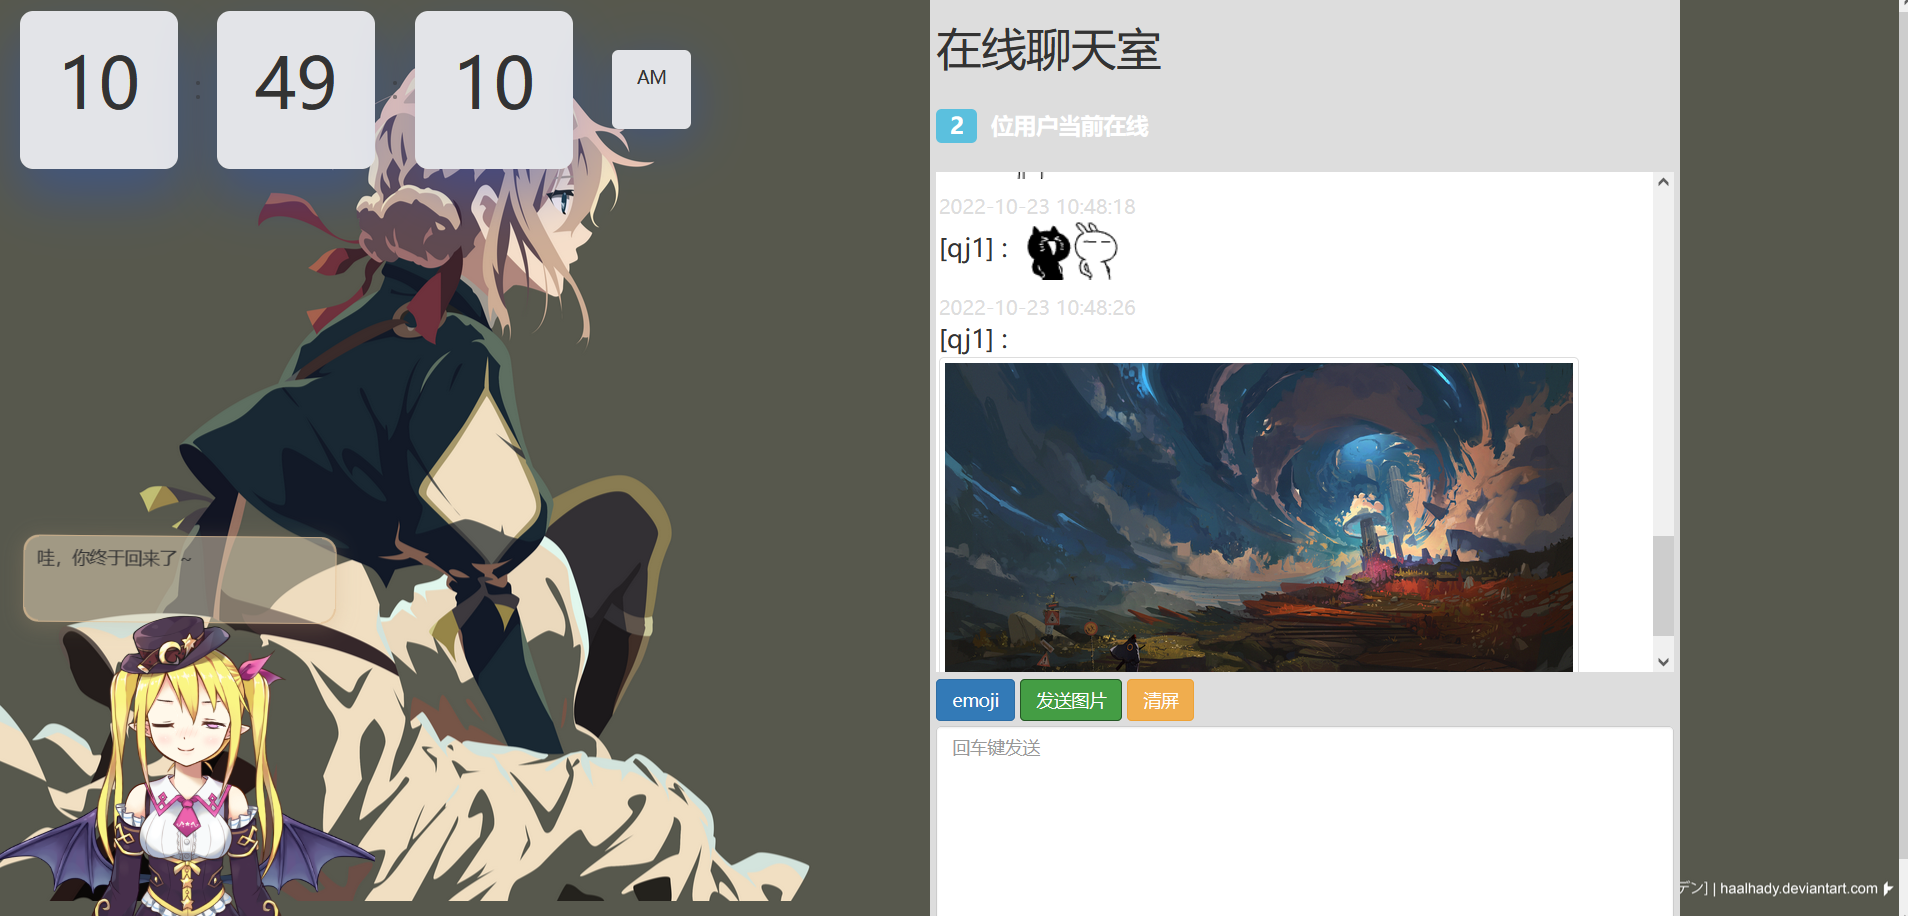 10 : 49 : 10 AM
哇，你终于回来了~
在线聊天室
2 位用户当前在线
2022-10-23 10:48:18
[qj1] :
2022-10-23 10:48:26
[qj1] :
emoji 发送图片 清屏
回车键发送
デン] | haalhady.deviantart.com